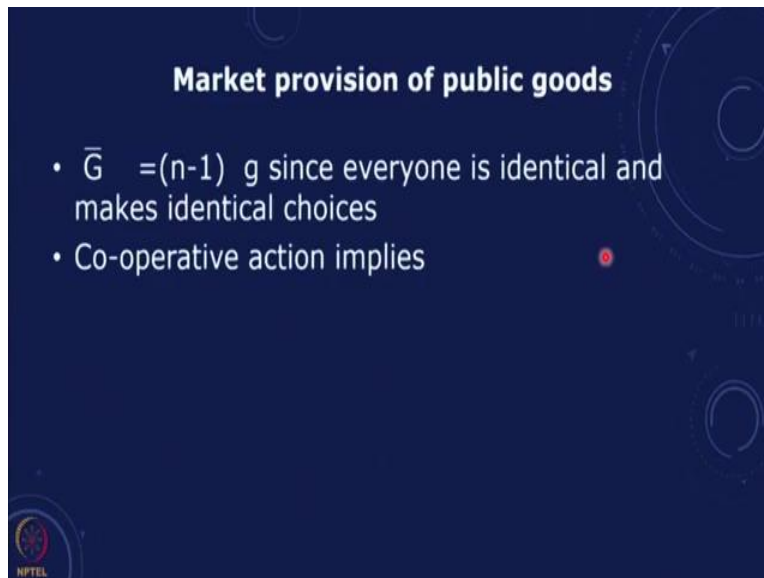 Market provision of public goods
• G̅ =(n-1) g since everyone is identical and
makes identical choices
• Co-operative action implies
NPTEL